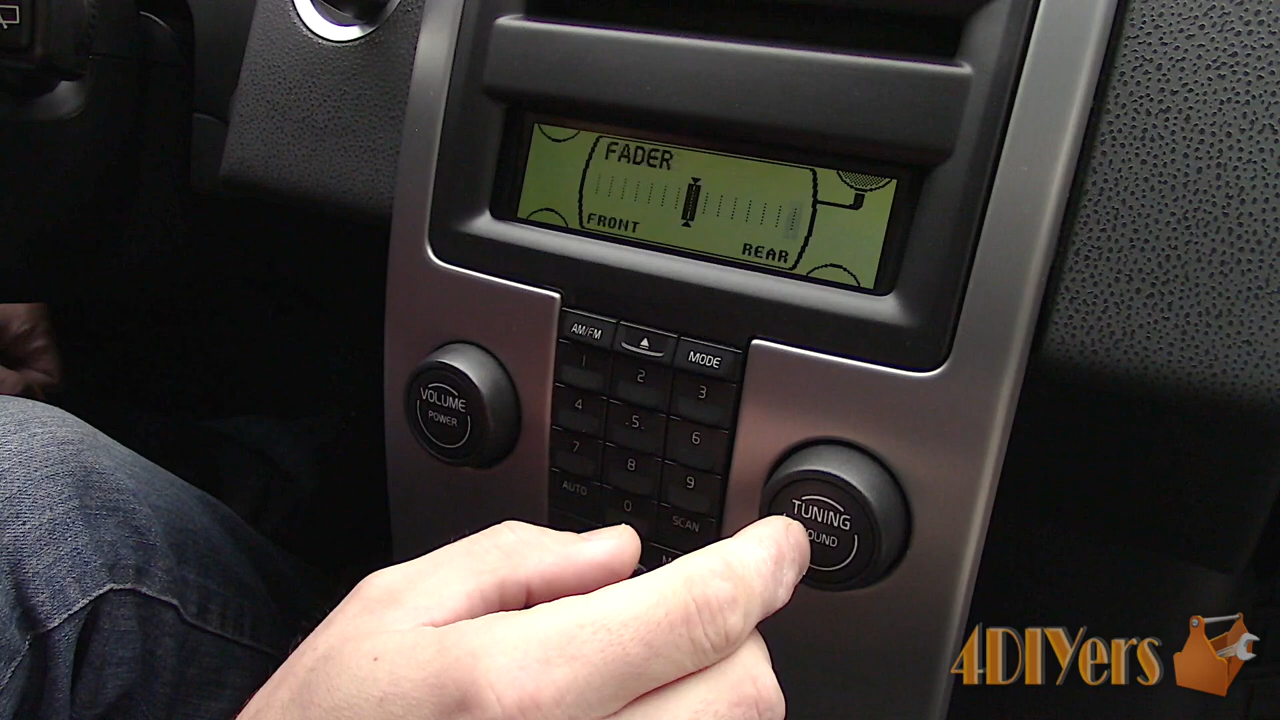 FADER
FRONT
REAR
AM/FM
MODE
1 2 3
VOLUME
POWER
4 5 6
7 8 9
AUTO 0 SCAN
TUNING
4DIYers